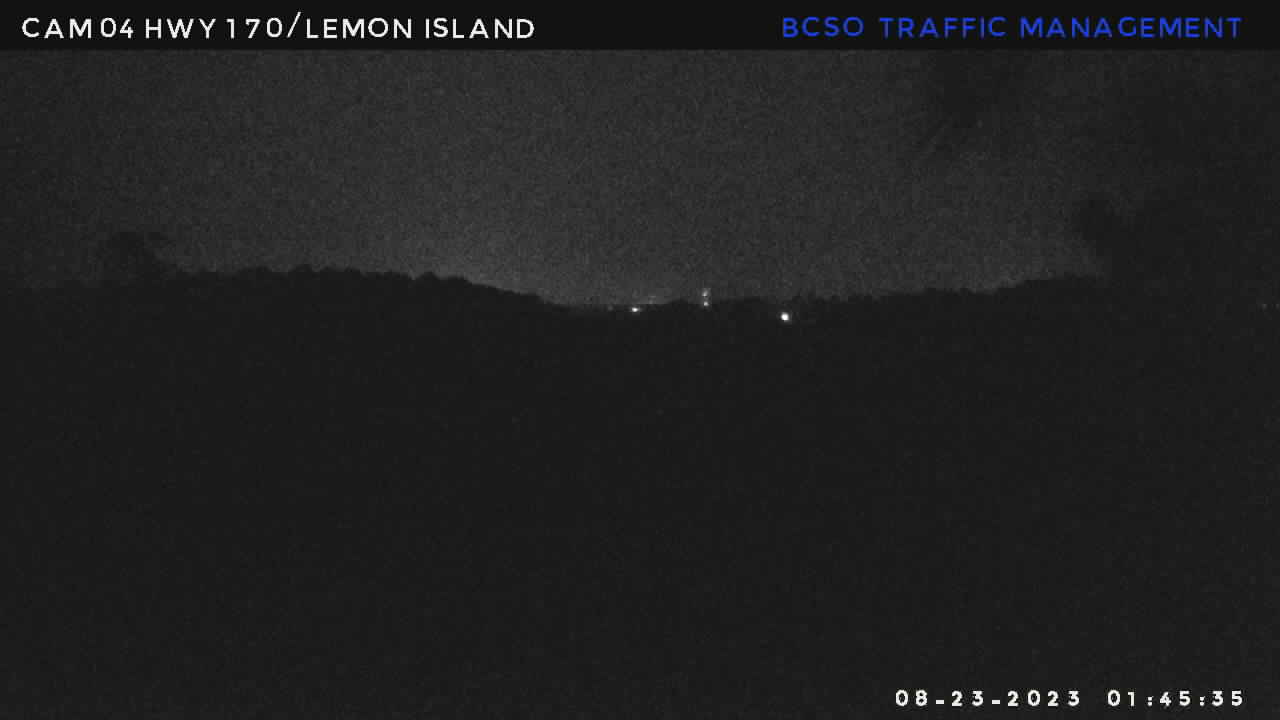 CAM04 HWY 170/LEMON ISLAND
BCSO TRAFFIC MANAGEMENT
08-23-2023 01:45:35